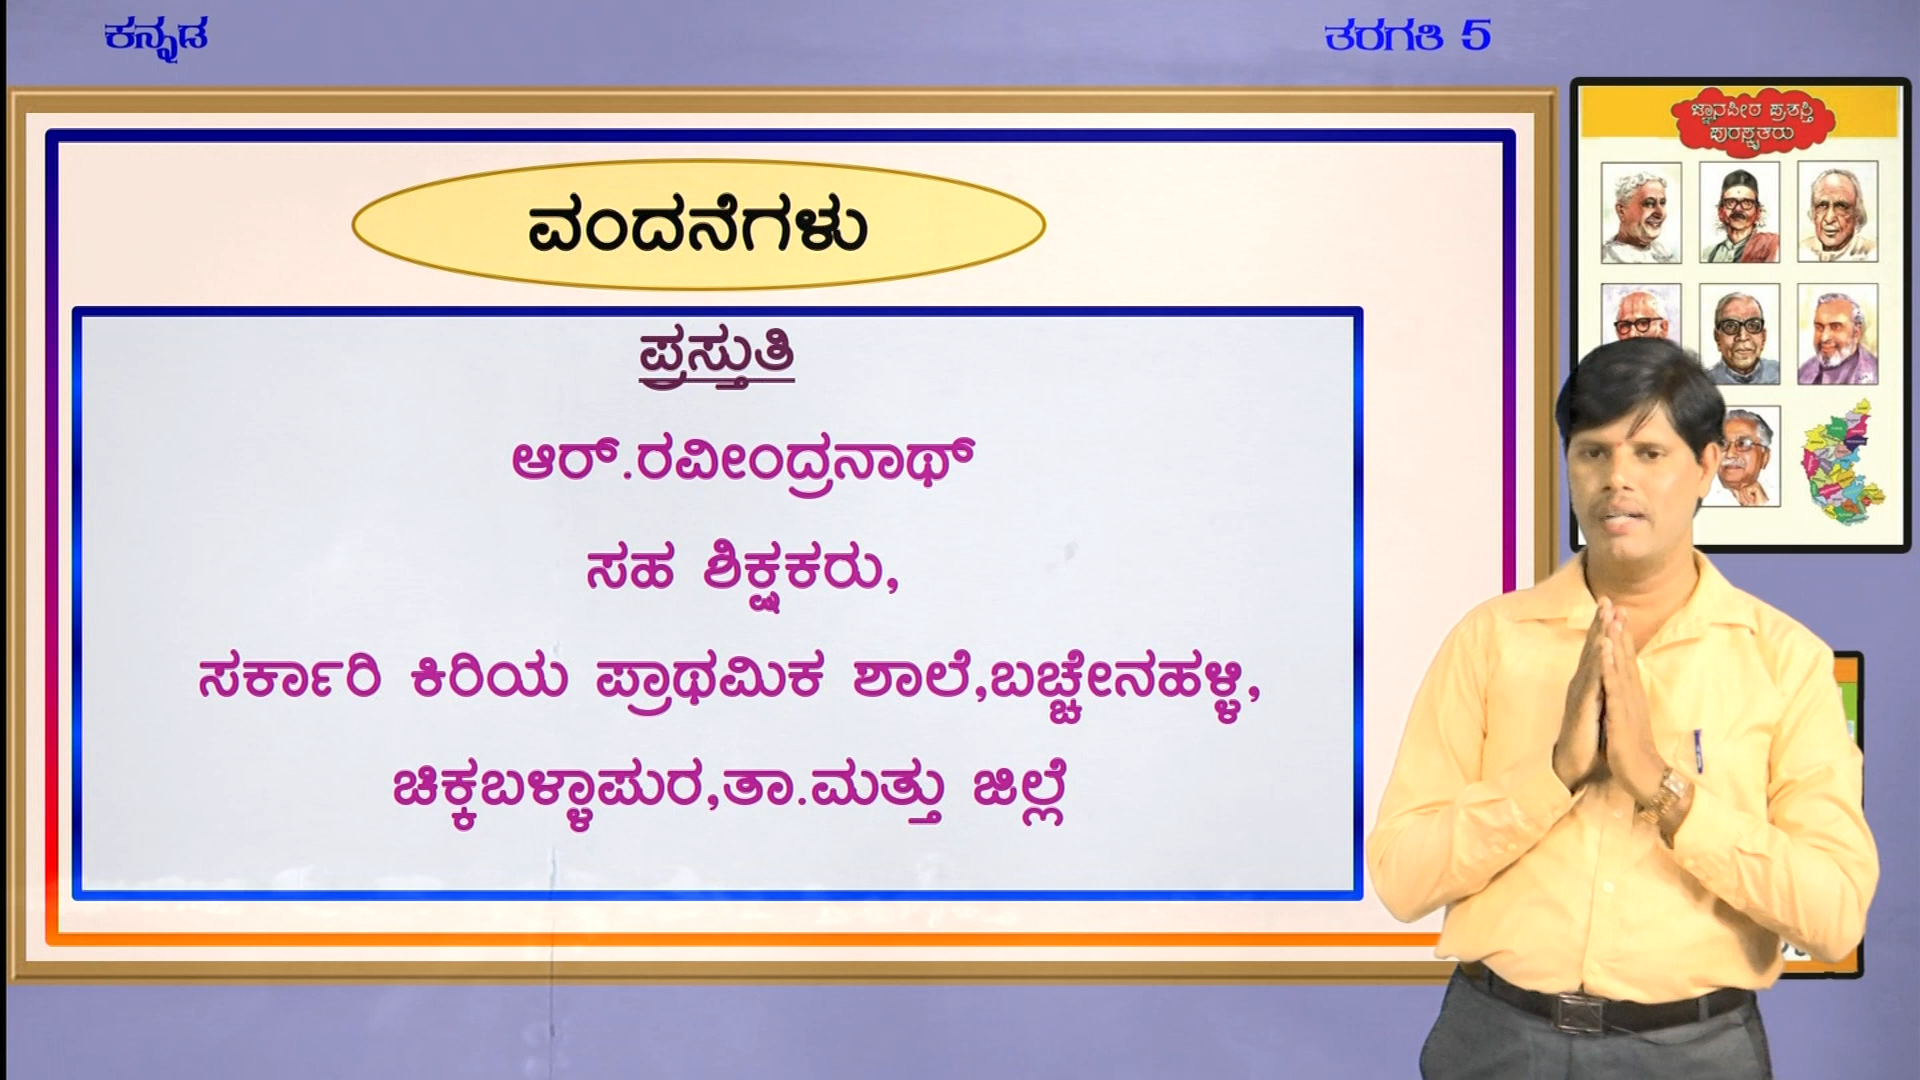 ಕನ್ನಡ
ತರಗತಿ 5
ಜ್ಞಾನಪೀಠ ಪ್ರಶಸ್ತಿ
ಪುರಸ್ಕೃತರು
ವಂದನೆಗಳು
ಪ್ರಸ್ತುತಿ
ಆರ್.ರವೀಂದ್ರನಾಥ್
ಸಹ ಶಿಕ್ಷಕರು,
ಸರ್ಕಾರಿ ಕಿರಿಯ ಪ್ರಾಥಮಿಕ ಶಾಲೆ,ಬಚ್ಚೇನಹಳ್ಳಿ,
ಚಿಕ್ಕಬಳ್ಳಾಪುರ,ತಾ.ಮತ್ತು ಜಿಲ್ಲೆ